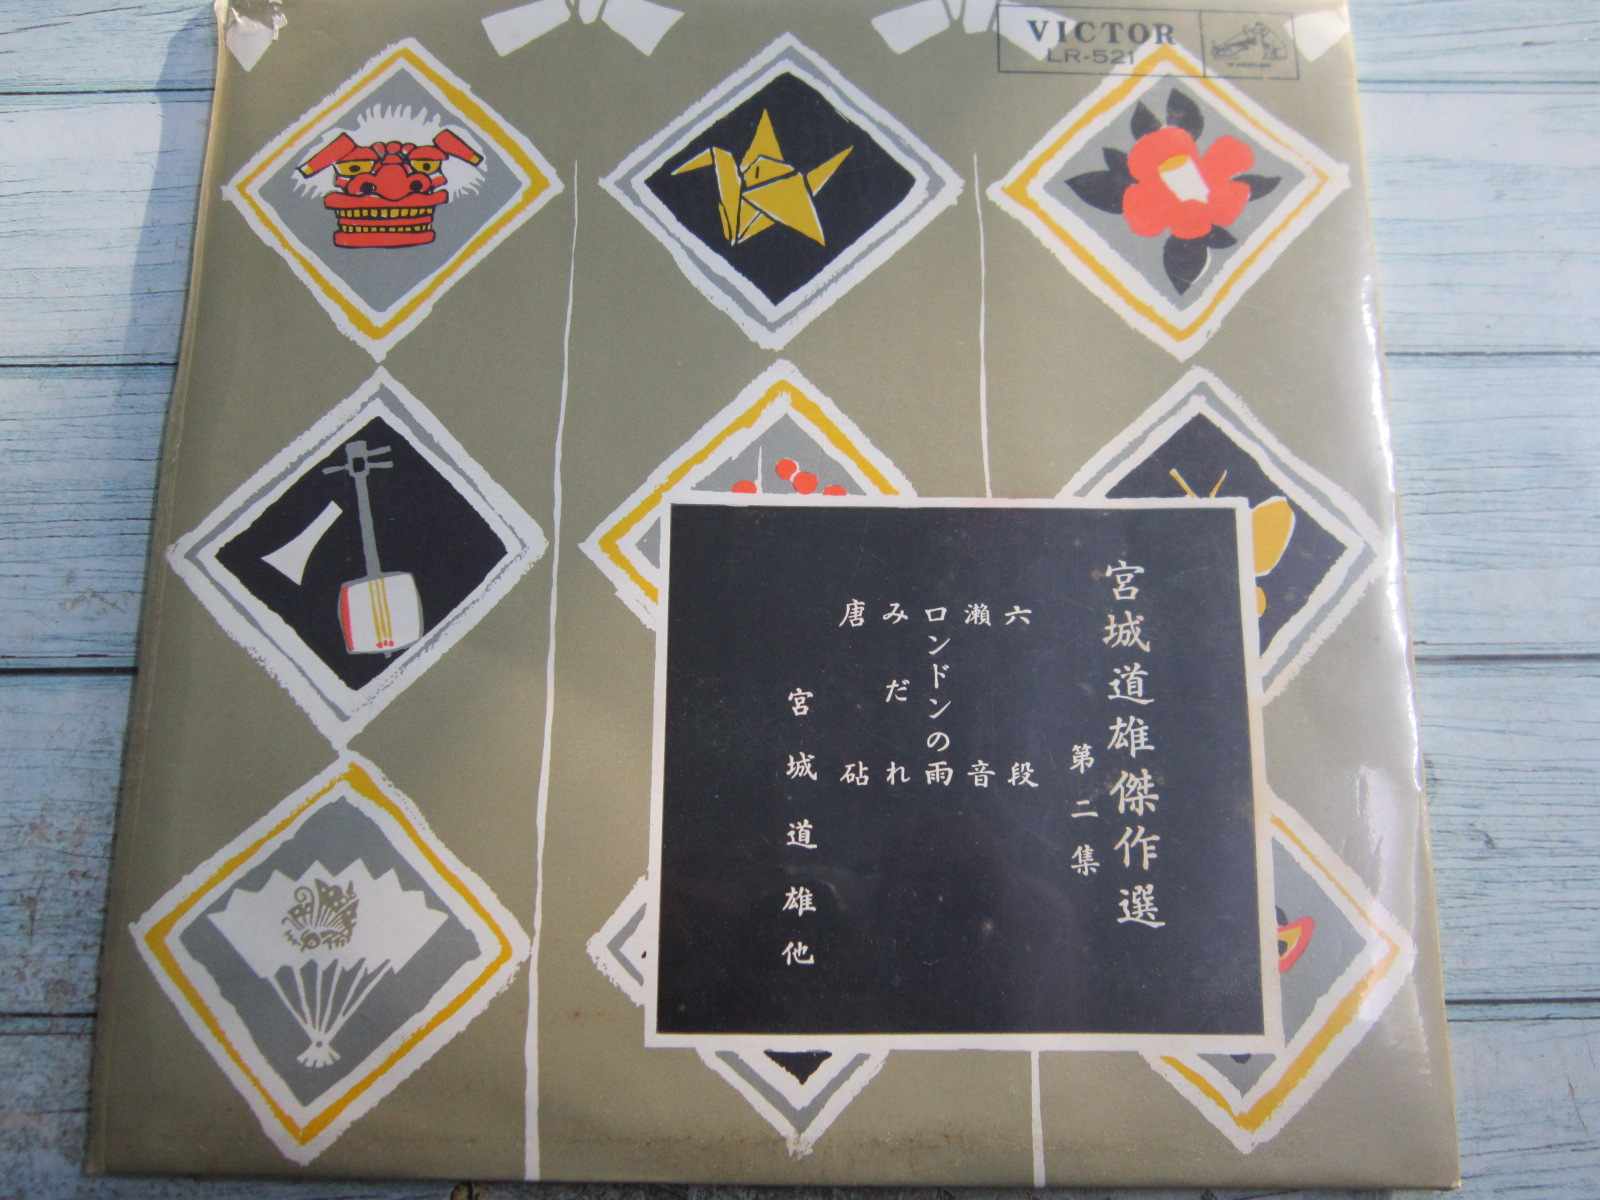 VICTOR
LR-521
宮城道雄傑作選
第二集
六段
瀬音
ロンドンの雨
みだれ
唐砧
宮城道雄他